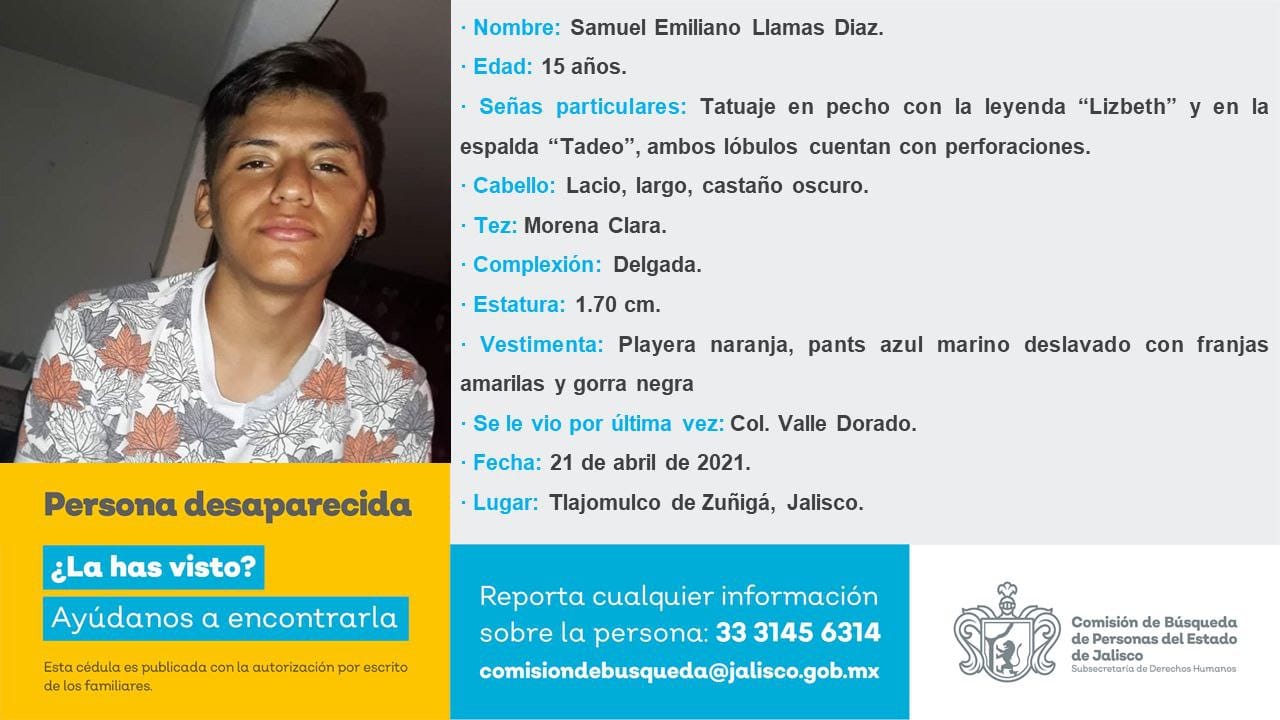 · Nombre: Samuel Emiliano Llamas Diaz.
· Edad: 15 años.
· Señas particulares: Tatuaje en pecho con la leyenda “Lizbeth” y en la
espalda “Tadeo”, ambos lóbulos cuentan con perforaciones.
· Cabello: Lacio, largo, castaño oscuro.
· Tez: Morena Clara.
· Complexión: Delgada.
· Estatura: 1.70 cm.
· Vestimenta: Playera naranja, pants azul marino deslavado con franjas
amarilas y gorra negra
· Se le vio por última vez: Col. Valle Dorado.
· Fecha: 21 de abril de 2021.
· Lugar: Tlajomulco de Zuñigá, Jalisco.
Persona desaparecida
¿La has visto?
Ayúdanos a encontrarla
Esta cédula es publicada con la autorización por escrito
de los familiares.
Reporta cualquier información
sobre la persona: 33 3145 6314
comisiondebusqueda@jalisco.gob.mx
Comisión de Búsqueda
de Personas del Estado
de Jalisco
Subsecretaría de Derechos Humanos